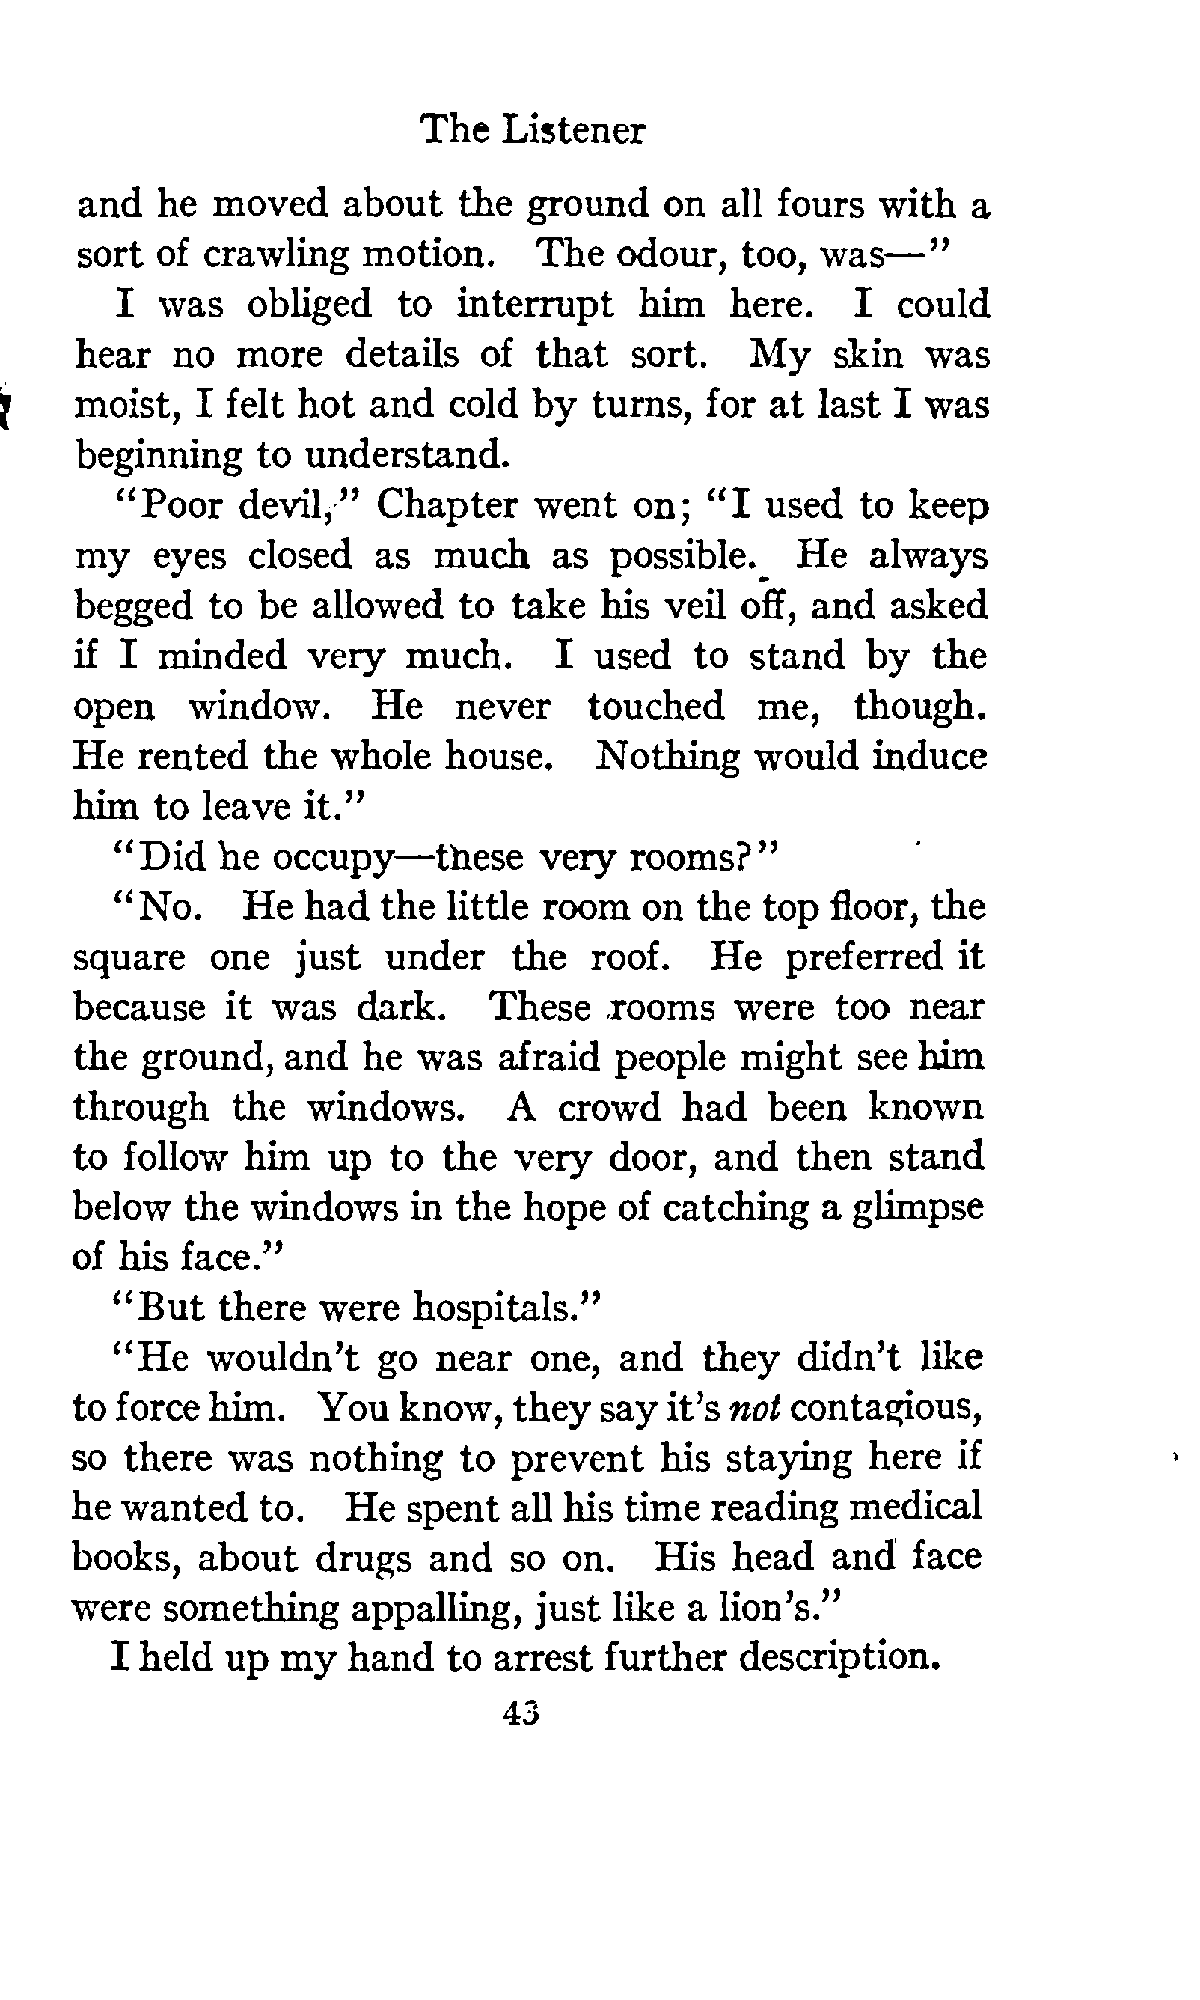 The Listener
and he moved about the ground on all fours with a
sort of crawling motion. The odour, too, was—"
I was obliged to interrupt him here. I could
hear no more details of that sort. My skin was
moist, I felt hot and cold by turns, for at last I was
beginning to understand.
"Poor devil," Chapter went on; "I used to keep
my eyes closed as much as possible. He always
begged to be allowed to take his veil off, and asked
if I minded very much. I used to stand by the
open window. He never touched me, though.
He rented the whole house. Nothing would induce
him to leave it."
"Did he occupy—these very rooms?"
"No. He had the little room on the top floor, the
square one just under the roof. He preferred it
because it was dark. These rooms were too near
the ground, and he was afraid people might see him
through the windows. A crowd had been known
to follow him up to the very door, and then stand
below the windows in the hope of catching a glimpse
of his face."
"But there were hospitals."
"He wouldn't go near one, and they didn't like
to force him. You know, they say it's not contagious,
so there was nothing to prevent his staying here if
he wanted to. He spent all his time reading medical
books, about drugs and so on. His head and face
were something appalling, just like a lion's."
I held up my hand to arrest further description.
43